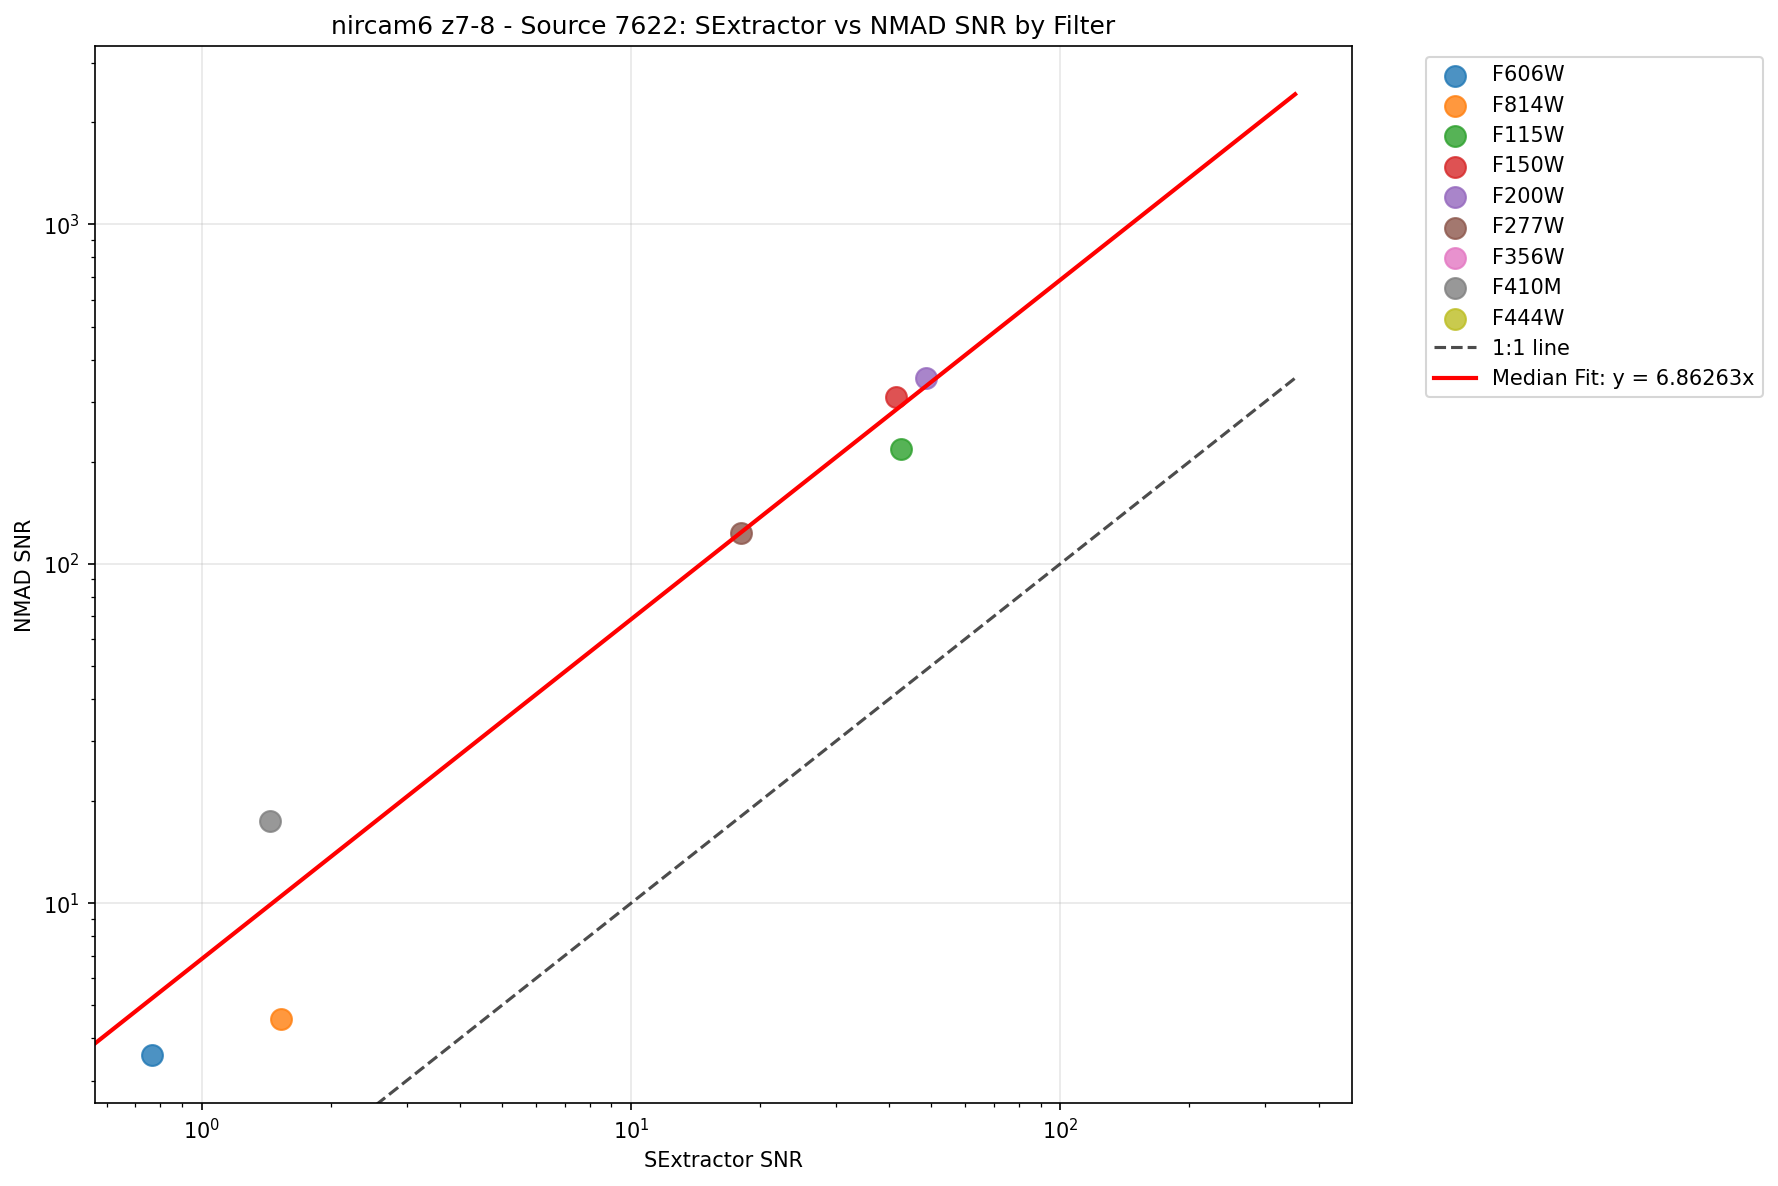 nircam6 z7-8 - Source 7622: SExtractor vs NMAD SNR by Filter
F606W
F814W
F115W
F150W
F200W
F277W
F356W
F410M
F444W
1:1 line
Median Fit: y = 6.86263x
NMAD SNR
10³
10²
10¹
10⁰
10¹
10²
SExtractor SNR